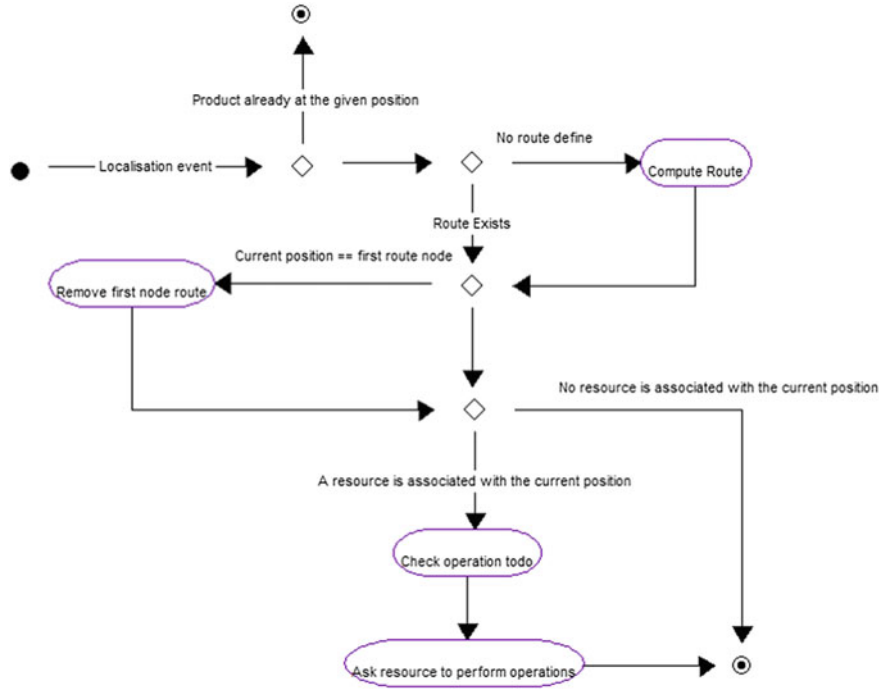 Product already at the given position
No route define
Localisation event
Compute Route
Route Exists
Current position == first route node
Remove first node route
No resource is associated with the current position
A resource is associated with the current position
Check operation todo
Ask resource to perform operations